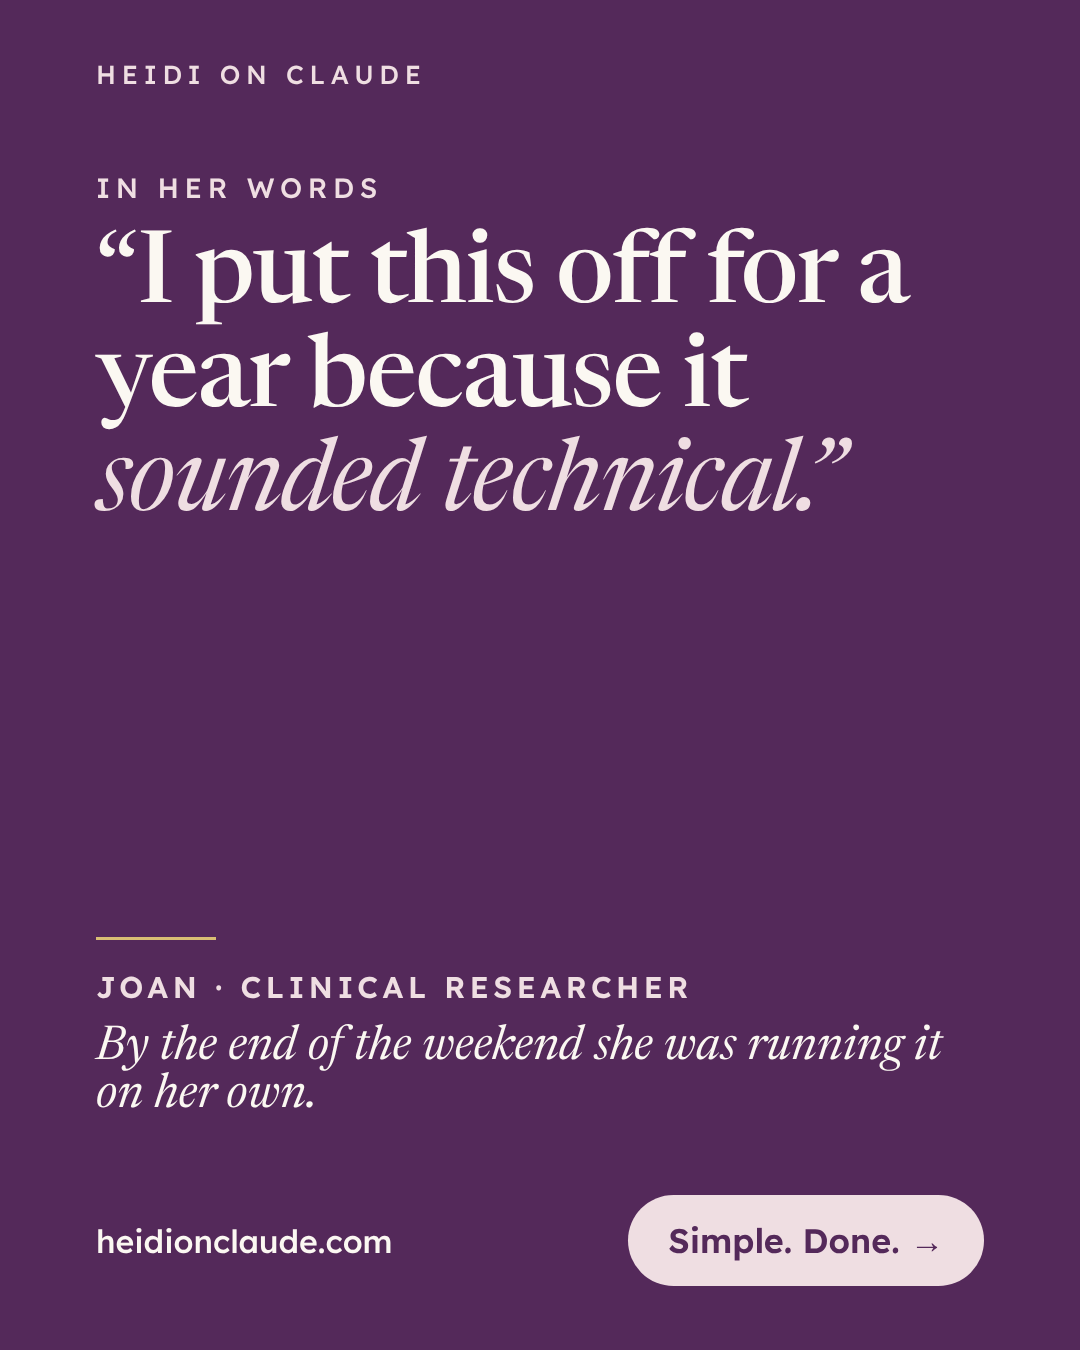 HEIDI ON CLAUDE
IN HER WORDS
“I put this off for a
year because it
sounded technical.”
JOAN · CLINICAL RESEARCHER
By the end of the weekend she was running it
on her own.
heidionclaude.com
Simple. Done. →